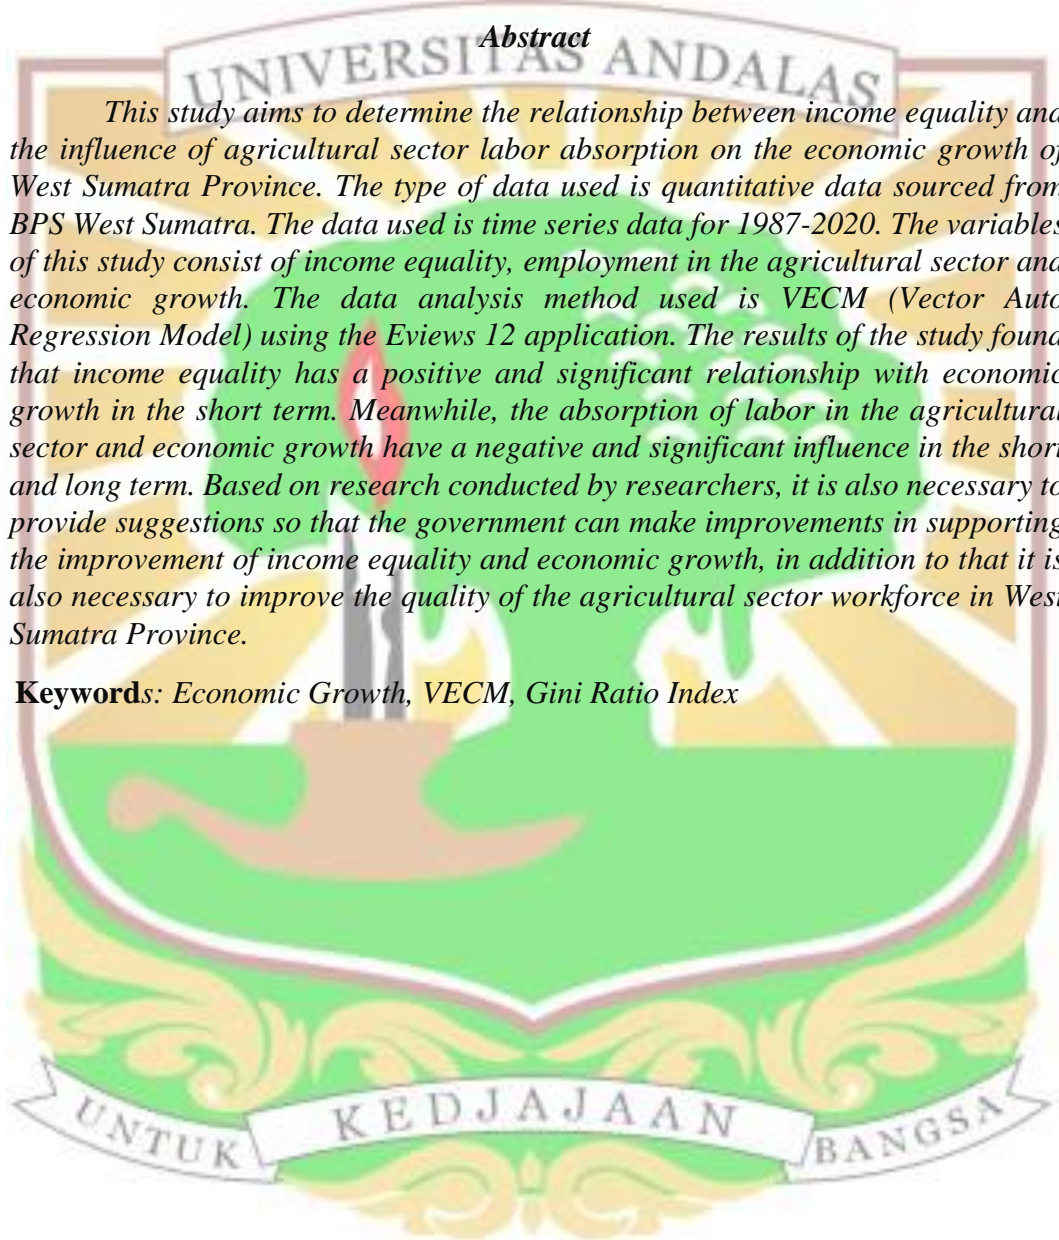 Abstract
UNIVERSITAS ANDALAS
This study aims to determine the relationship between income equality and
the influence of agricultural sector labor absorption on the economic growth of
West Sumatra Province. The type of data used is quantitative data sourced from
BPS West Sumatra. The data used is time series data for 1987-2020. The variables
of this study consist of income equality, employment in the agricultural sector and
economic growth. The data analysis method used is VECM (Vector Auto
Regression Model) using the Eviews 12 application. The results of the study found
that income equality has a positive and significant relationship with economic
growth in the short term. Meanwhile, the absorption of labor in the agricultural
sector and economic growth have a negative and significant influence in the short
and long term. Based on research conducted by researchers, it is also necessary to
provide suggestions so that the government can make improvements in supporting
the improvement of income equality and economic growth, in addition to that it is
also necessary to improve the quality of the agricultural sector workforce in West
Sumatra Province.
Keywords: Economic Growth, VECM, Gini Ratio Index
UNTUK KEDJAJAAN BANGSA